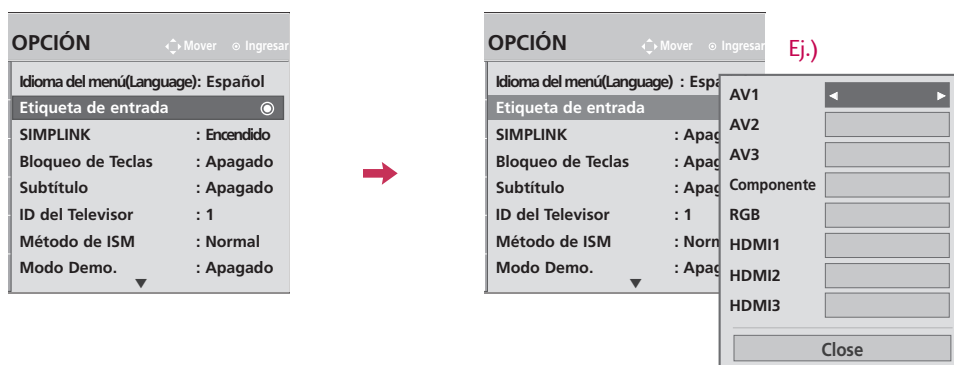 OPCIÓN Mover Ingresar
Idioma del menú(Language): Español
Etiqueta de entrada
SIMPLINK : Encendido
Bloqueo de Teclas : Apagado
Subtítulo : Apagado
ID del Televisor : 1
Método de ISM : Normal
Modo Demo. : Apagado
OPCIÓN Mover Ingresar
Ej.)
Idioma del menú(Language) : Espa
Etiqueta de entrada
SIMPLINK : Apag
Bloqueo de Teclas : Apag
Subtítulo : Apag
ID del Televisor : 1
Método de ISM : Norm
Modo Demo. : Apag
AV1
AV2
AV3
Componente
RGB
HDMI1
HDMI2
HDMI3
Close